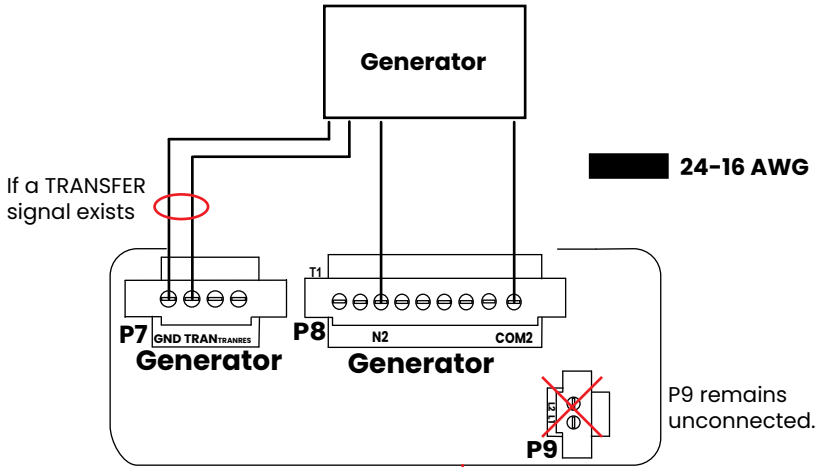 Generator
24-16 AWG
If a TRANSFER
signal exists
T1
P7
GND TRAN TRANRES
P8
N2
COM2
Generator
Generator
L2 L1
P9 remains
unconnected.
P9